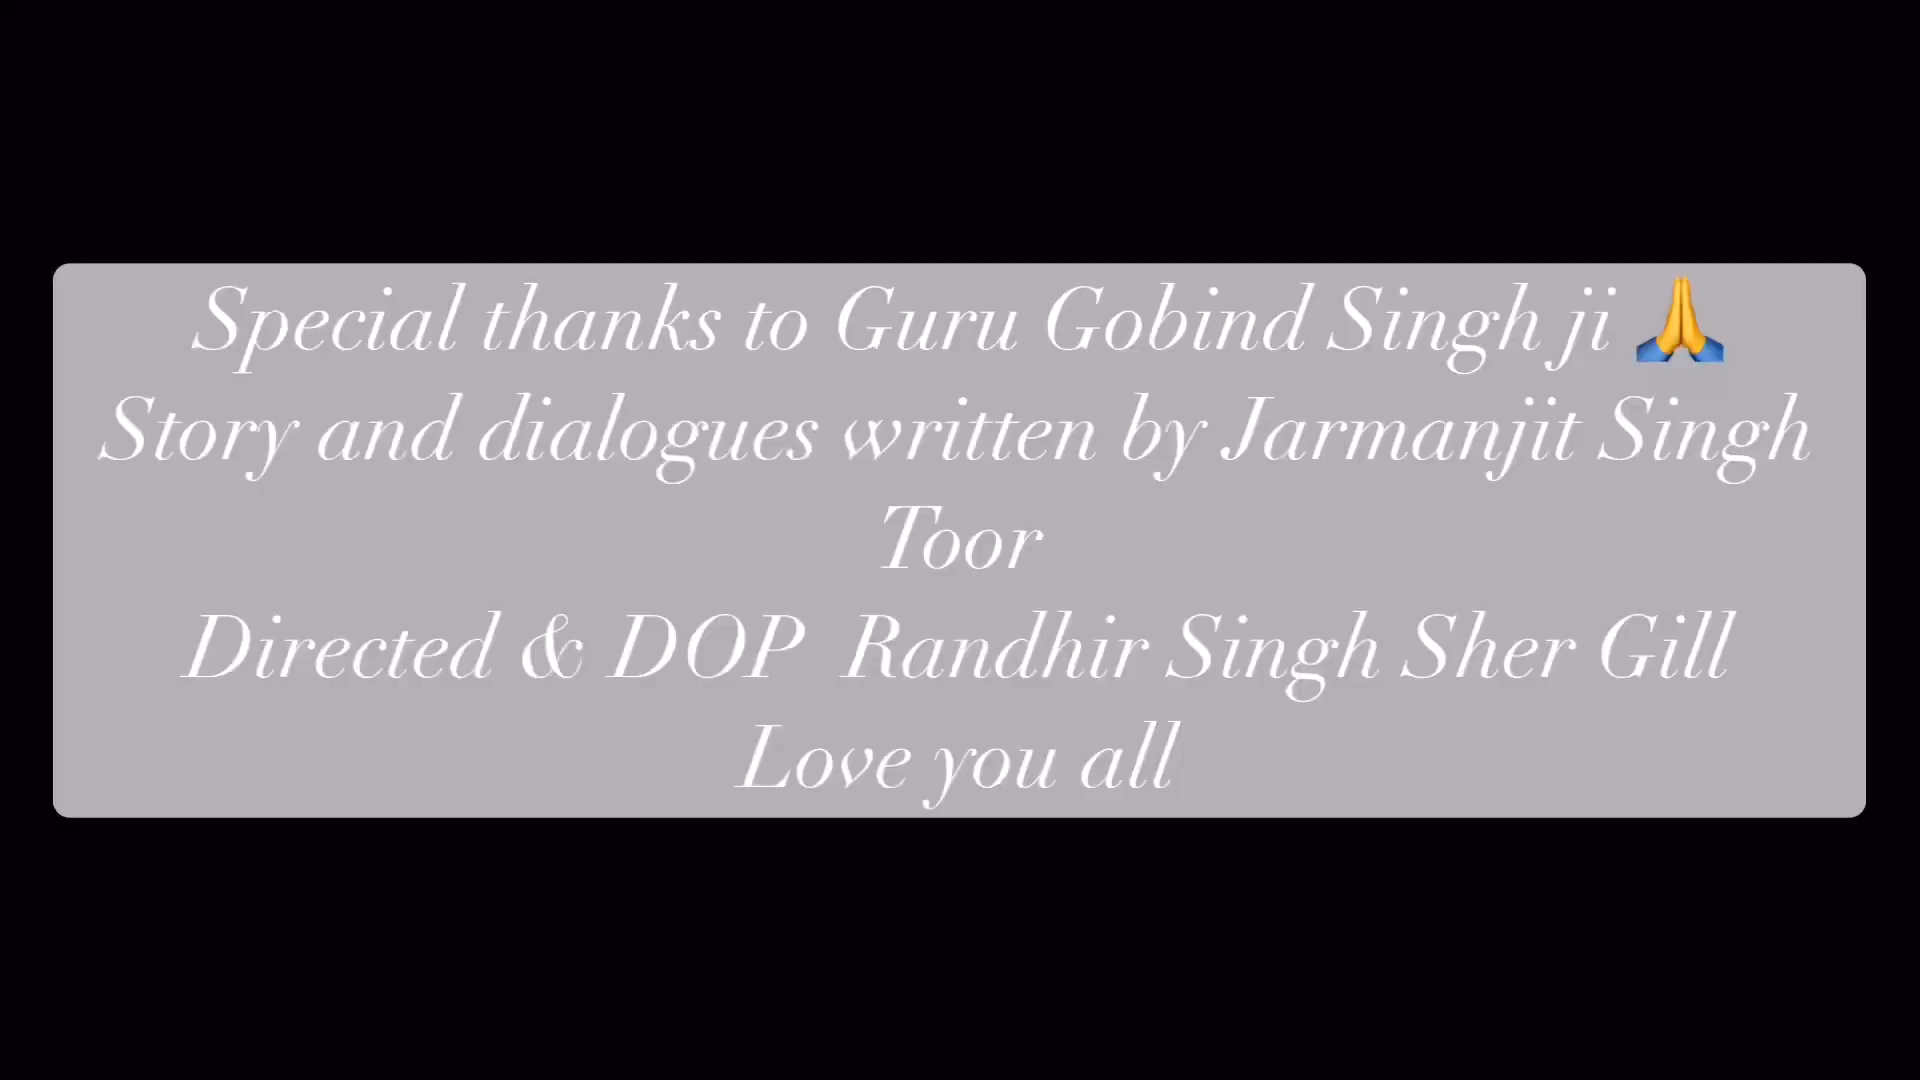 Special thanks to Guru Gobind Singh ji 🙏
Story and dialogues written by Jarmanjit Singh
Toor
Directed & DOP  Randhir Singh Sher Gill
Love you all